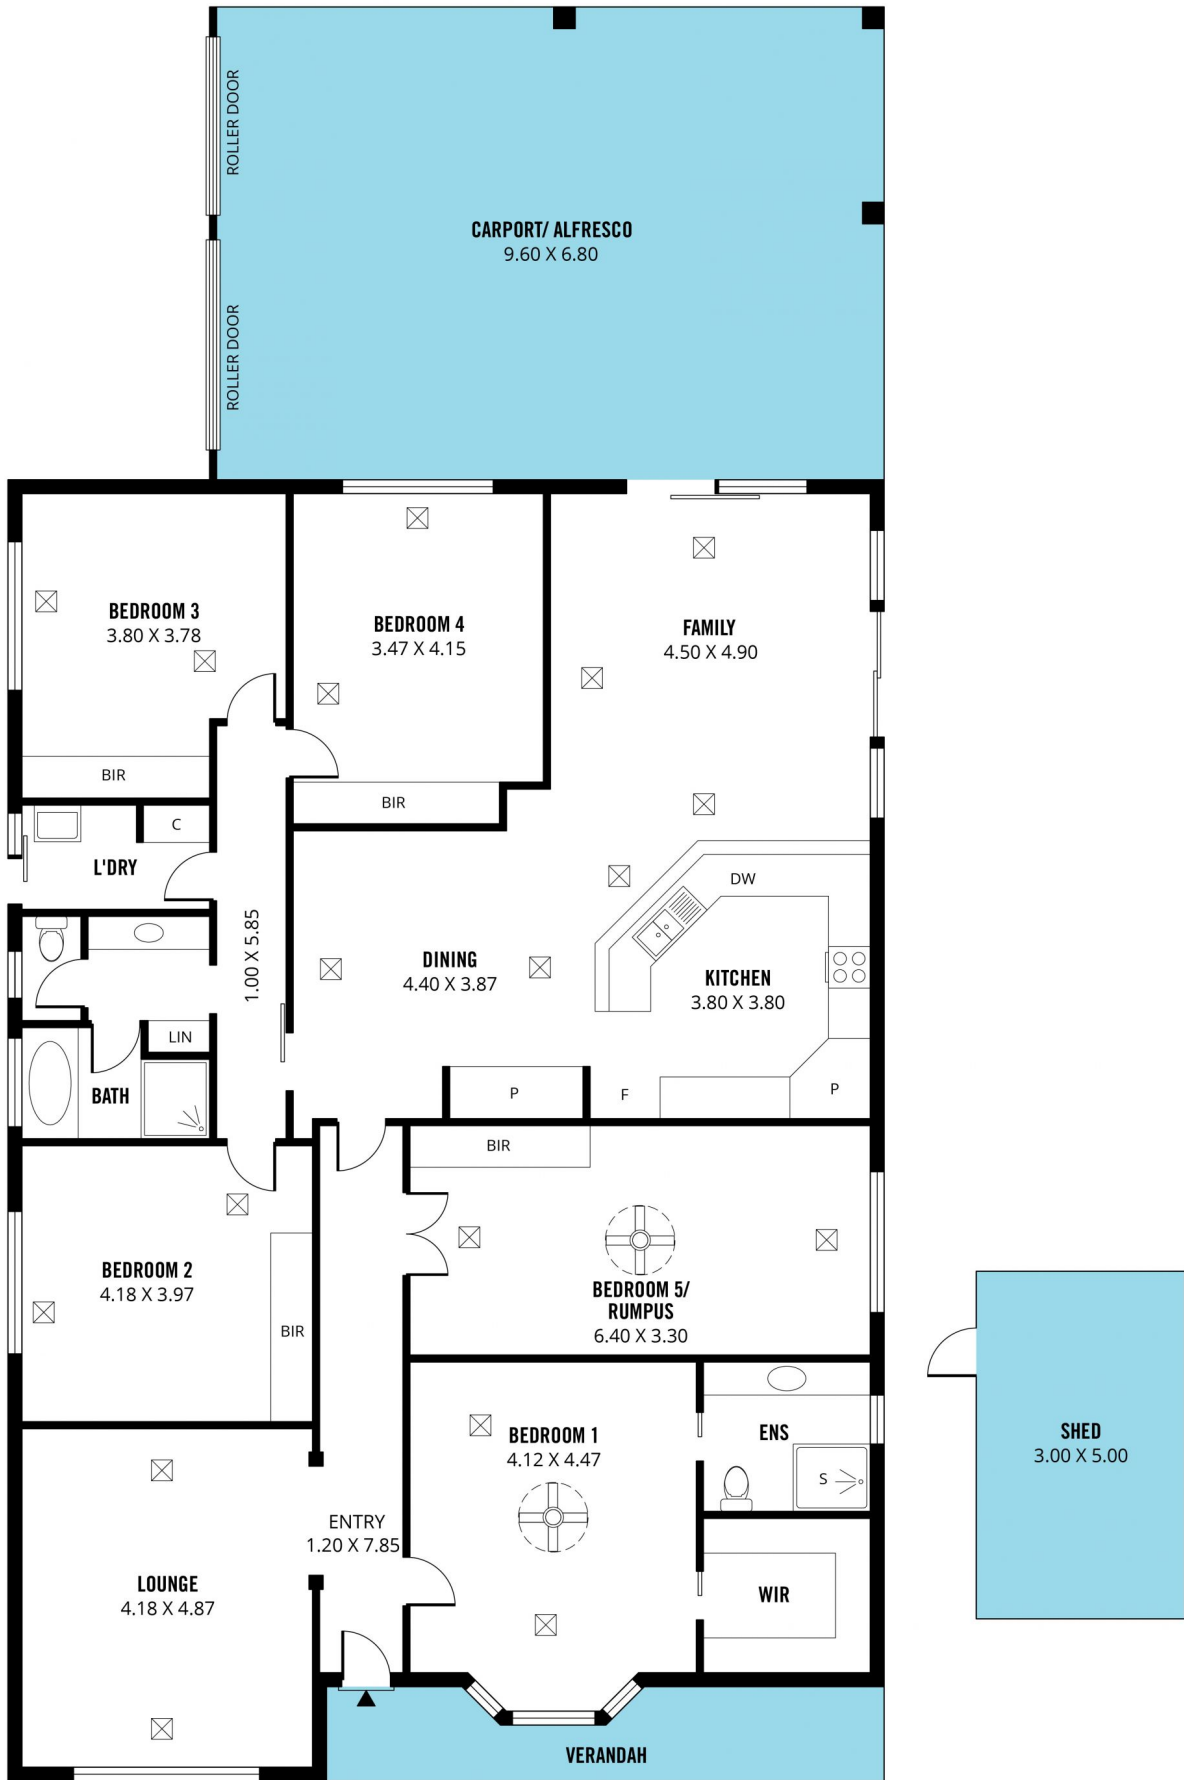 ROLLER DOOR
CARPORT/ ALFRESCO
9.60 X 6.80
ROLLER DOOR
BEDROOM 3
3.80 X 3.78
BEDROOM 4
3.47 X 4.15
FAMILY
4.50 X 4.90
BIR
BIR
C
L'DRY
DW
1.00 X 5.85
DINING
4.40 X 3.87
KITCHEN
3.80 X 3.80
LIN
BATH
P
F
P
BIR
BEDROOM 2
4.18 X 3.97
BIR
BEDROOM 5/
RUMPUS
6.40 X 3.30
BEDROOM 1
4.12 X 4.47
ENS
S
SHED
3.00 X 5.00
ENTRY
1.20 X 7.85
LOUNGE
4.18 X 4.87
WIR
VERANDAH